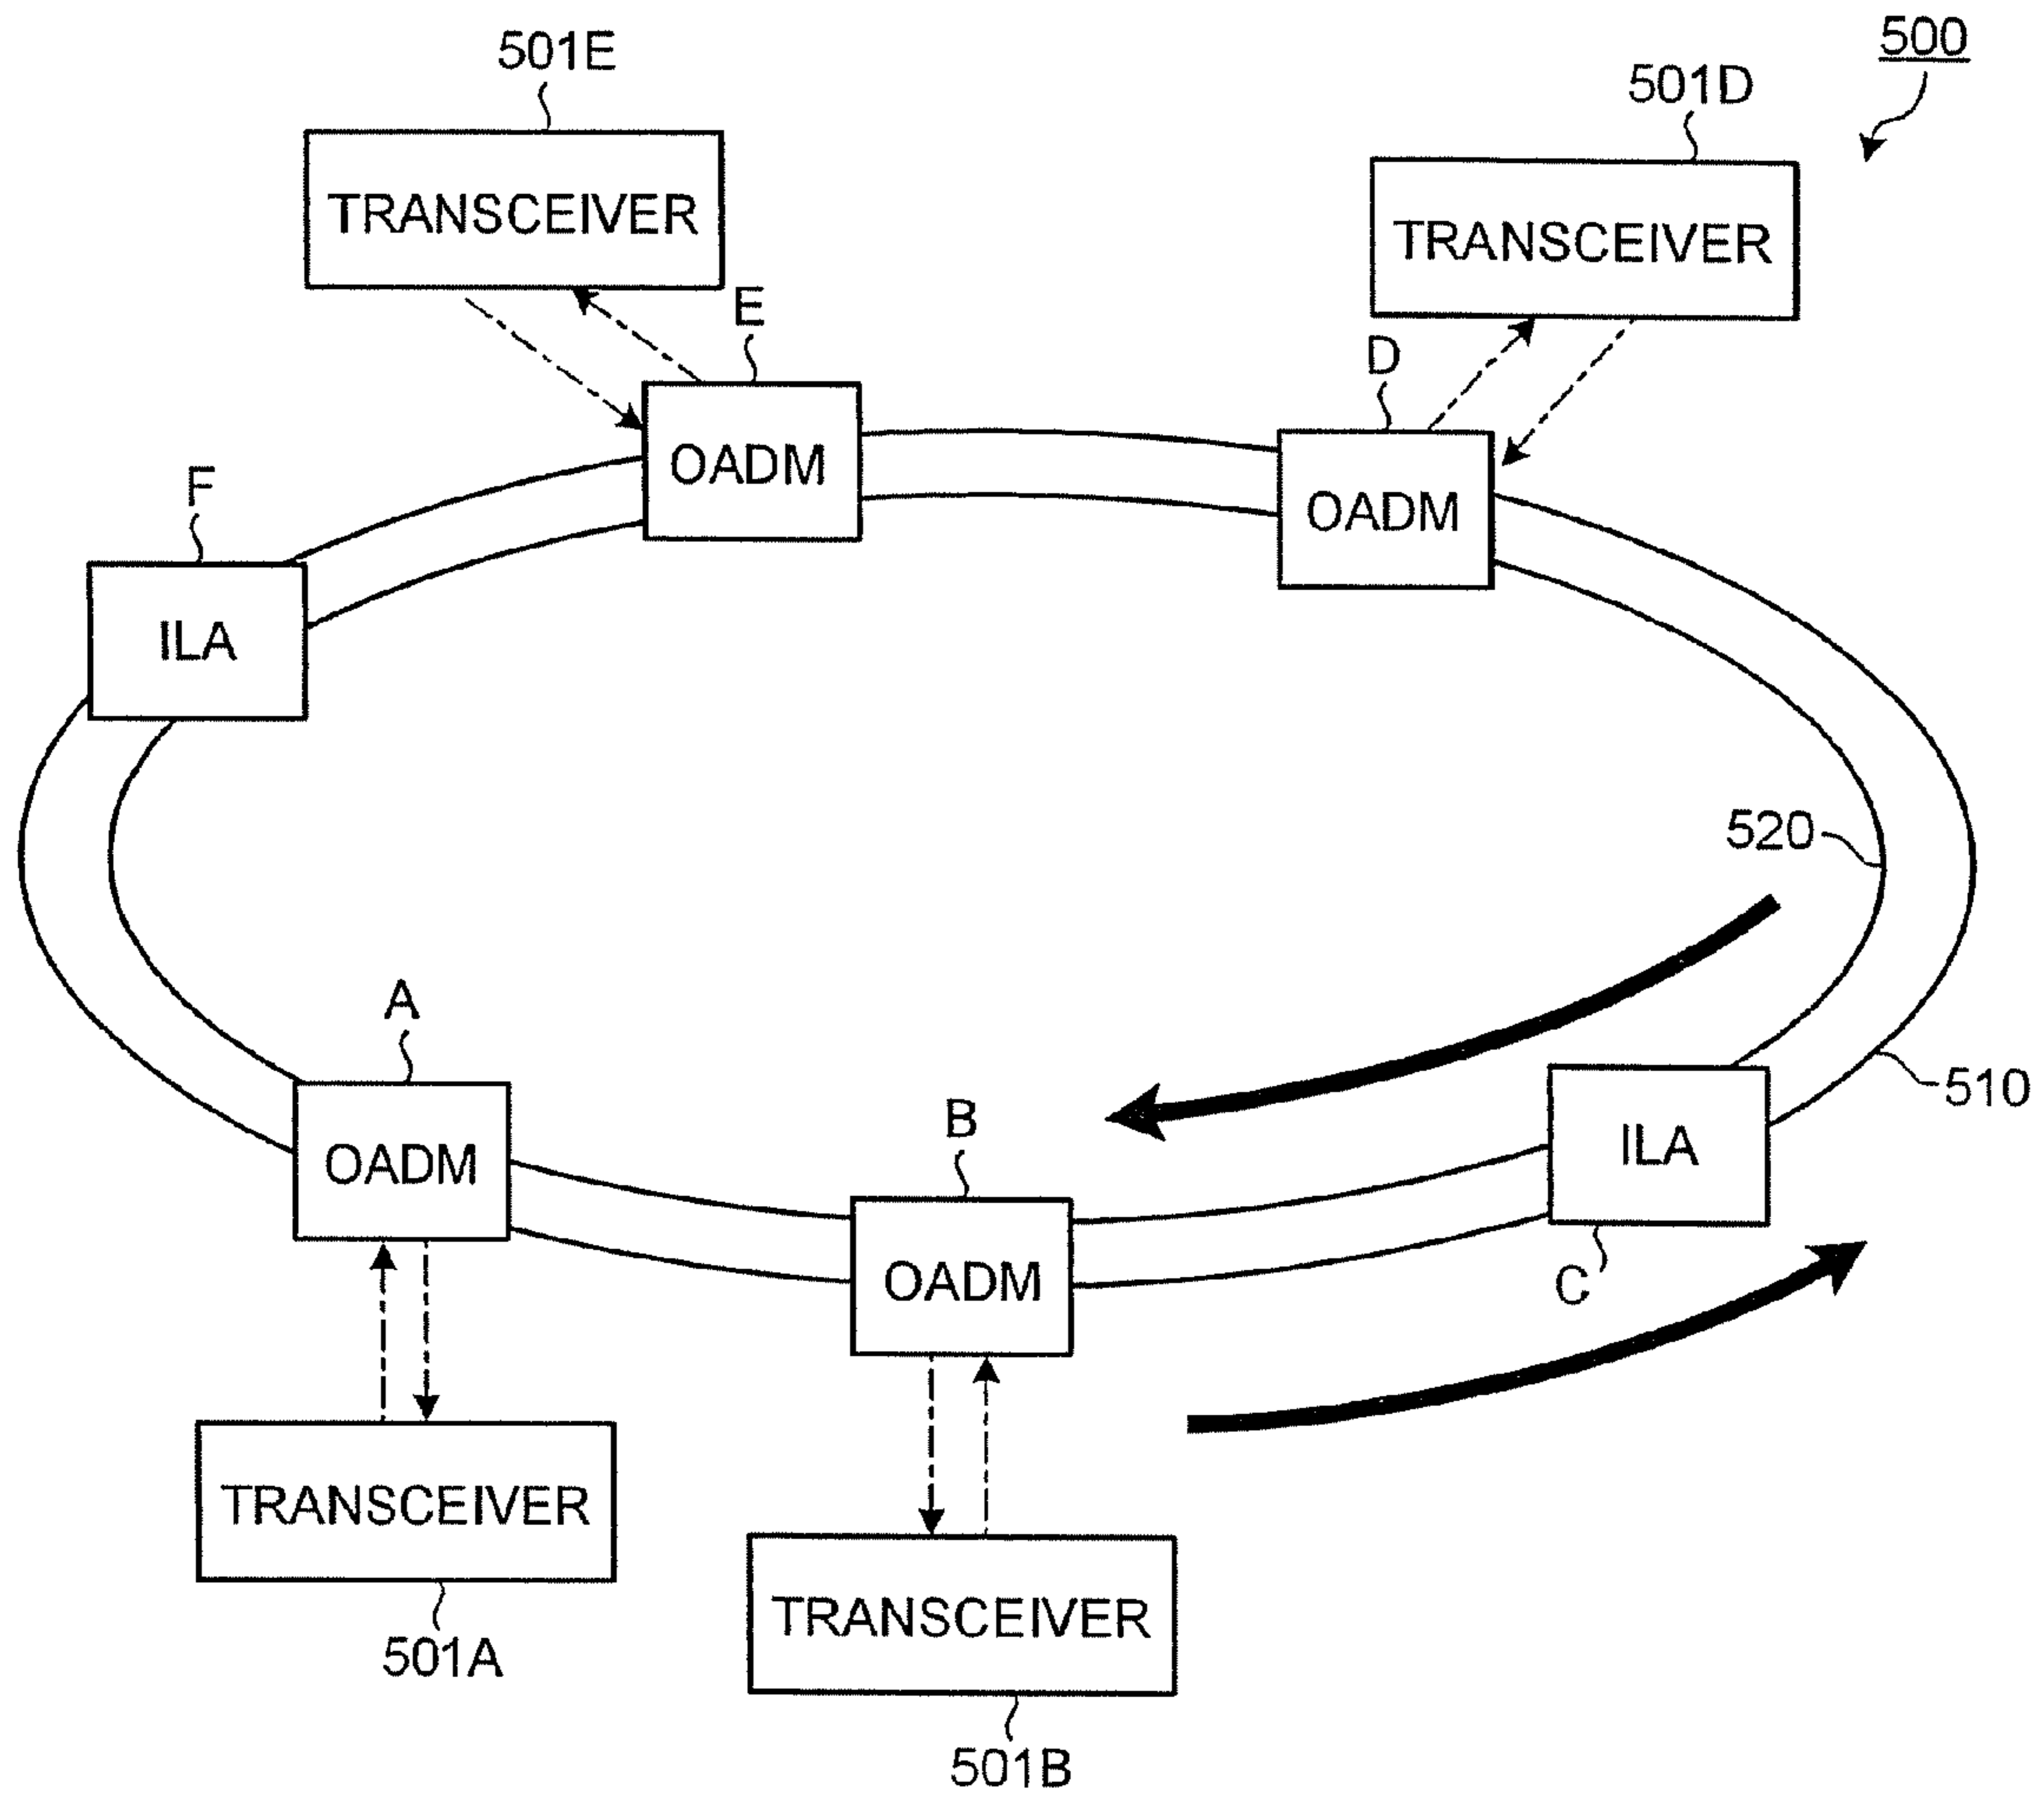 500
501E
501D
TRANSCEIVER
TRANSCEIVER
E
D
OADM
OADM
F
ILA
520
A
510
B
OADM
ILA
OADM
C
TRANSCEIVER
TRANSCEIVER
501A
501B